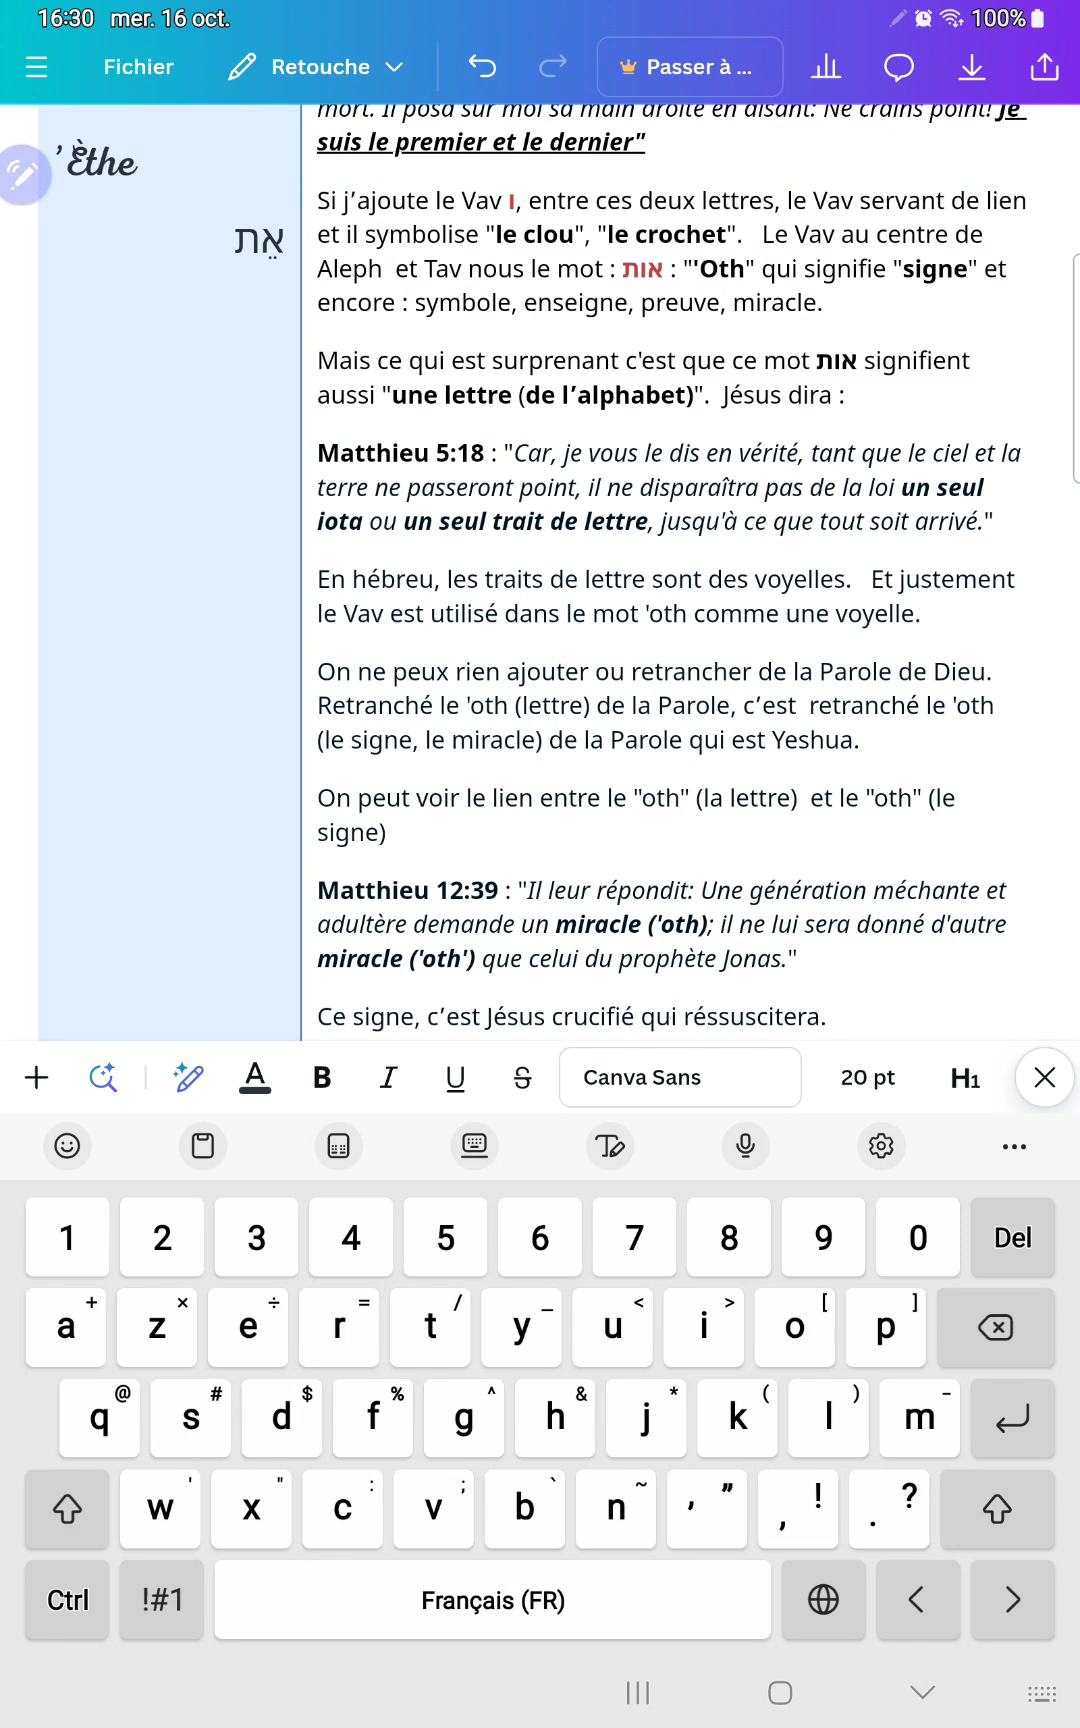 16:30 mer. 16 oct. 100%
Fichier Retouche Passer à ...
mort. Il posa sur moi sa main droite en disant: Ne crains point! Je
suis le premier et le dernier"
'Èthe
אֵת
Si j’ajoute le Vav ו, entre ces deux lettres, le Vav servant de lien
et il symbolise "le clou", "le crochet". Le Vav au centre de
Aleph et Tav nous le mot : אות : "'Oth" qui signifie "signe" et
encore : symbole, enseigne, preuve, miracle.
Mais ce qui est surprenant c'est que ce mot אות signifient
aussi "une lettre (de l’alphabet)". Jésus dira :
Matthieu 5:18 : "Car, je vous le dis en vérité, tant que le ciel et la
terre ne passeront point, il ne disparaîtra pas de la loi un seul
iota ou un seul trait de lettre, jusqu'à ce que tout soit arrivé."
En hébreu, les traits de lettre sont des voyelles. Et justement
le Vav est utilisé dans le mot 'oth comme une voyelle.
On ne peux rien ajouter ou retrancher de la Parole de Dieu.
Retranché le 'oth (lettre) de la Parole, c’est retranché le 'oth
(le signe, le miracle) de la Parole qui est Yeshua.
On peut voir le lien entre le "oth" (la lettre) et le "oth" (le
signe)
Matthieu 12:39 : "Il leur répondit: Une génération méchante et
adultère demande un miracle ('oth); il ne lui sera donné d'autre
miracle ('oth') que celui du prophète Jonas."
Ce signe, c’est Jésus crucifié qui réssuscitera.
A B I U S Canva Sans 20 pt H1
1 2 3 4 5 6 7 8 9 0 Del
a + z × e ÷ r = t / y _ u < i > o [ p ]
q @ s # d $ f % g ^ h & j * k ( l ) m -
w ' x " c : v ; b ` n ~ ' " , ! . ?
Ctrl !#1 Français (FR) < >